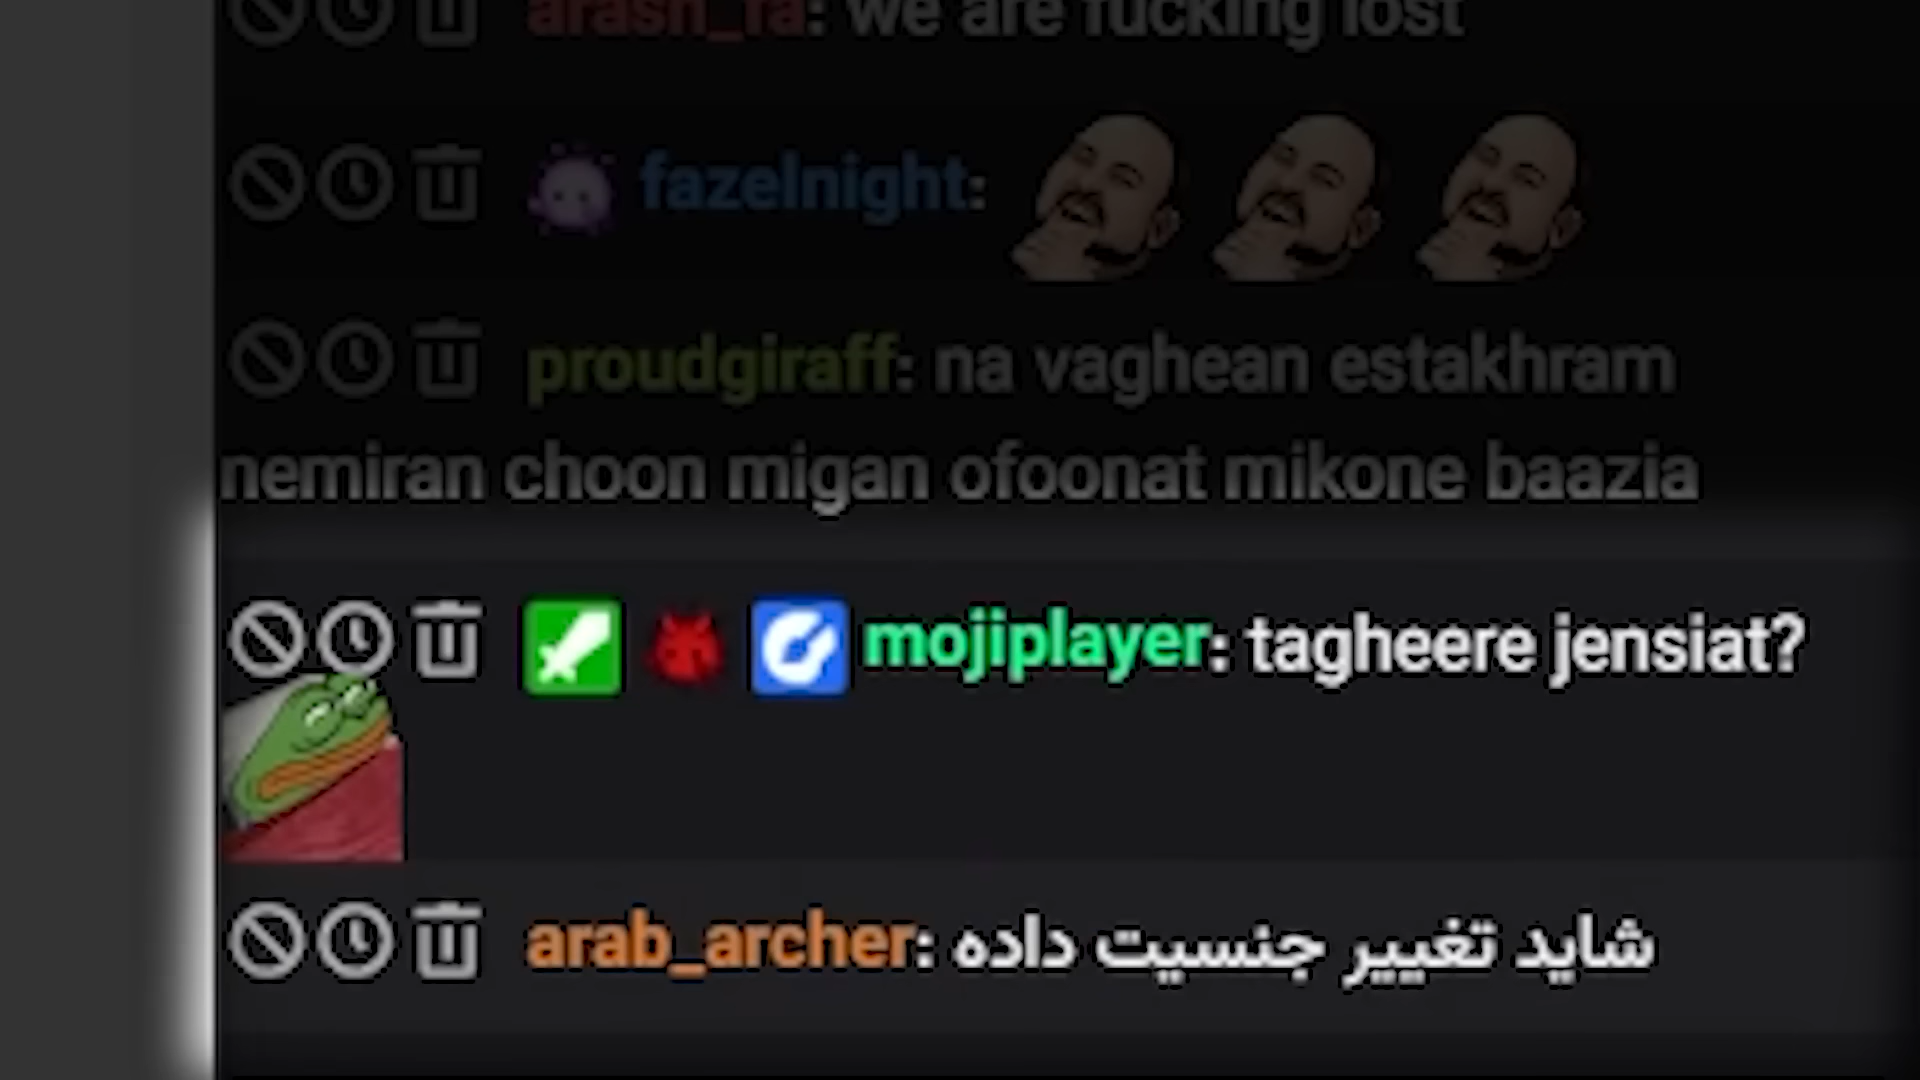 arash_fa: we are fucking lost
fazelnight:
proudgiraff: na vaghean estakhram
nemiran choon migan ofoonat mikone baazia
mojiplayer: tagheere jensiat?
arab_archer: شاید تغییر جنسیت داده